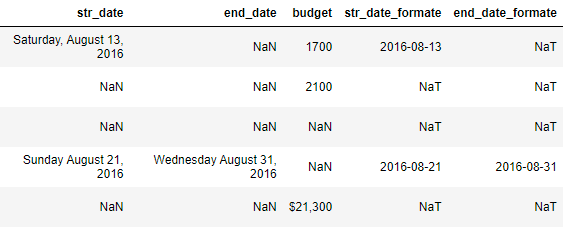 str_date end_date budget str_date_formate end_date_formate
Saturday, August 13,
2016 NaN 1700 2016-08-13 NaT
NaN NaN 2100 NaT NaT
NaN NaN NaN NaT NaT
Sunday August 21, Wednesday August 31,
2016 2016 NaN 2016-08-21 2016-08-31
NaN NaN $21,300 NaT NaT